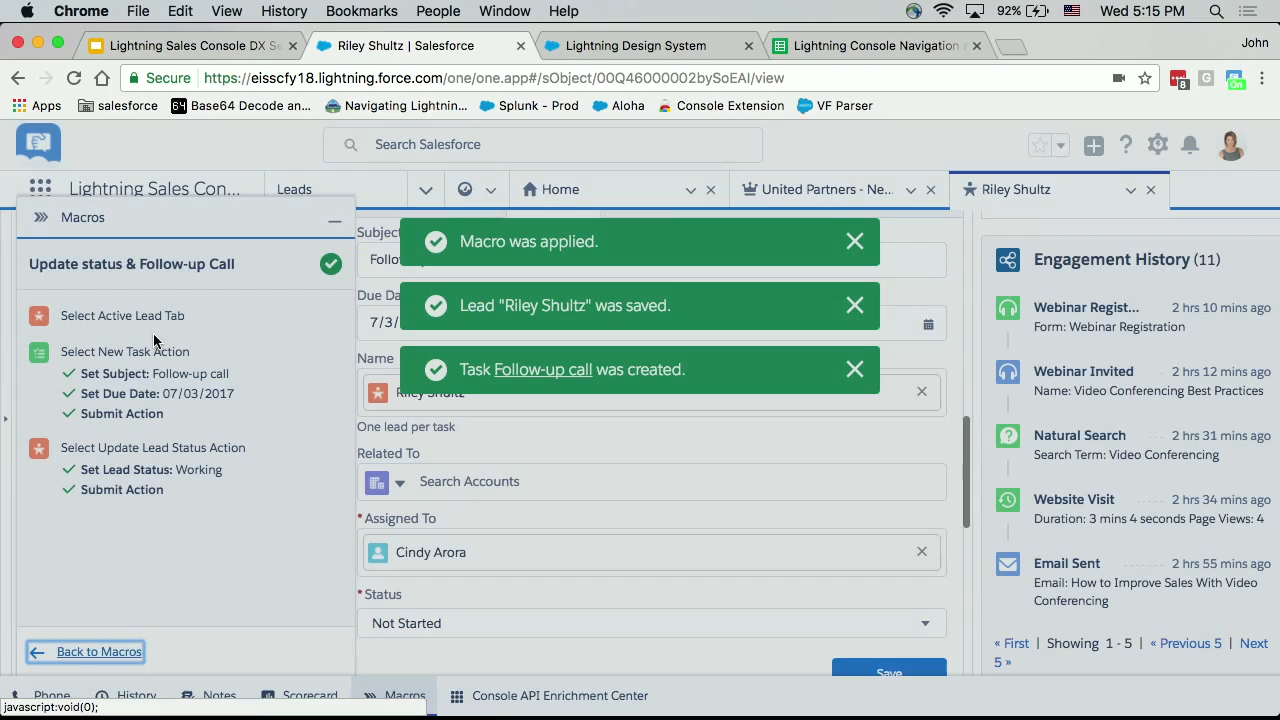 Chrome File Edit View History Bookmarks People Window Help 92% Wed 5:15 PM
Lightning Sales Console DX Se
Riley Shultz | Salesforce
Lightning Design System
Lightning Console Navigation
John
Secure https://eisscfy18.lightning.force.com/one/one.app#/sObject/00Q46000002bySoEAI/view
8
On
Apps salesforce 64 Base64 Decode an... Navigating Lightnin... Splunk - Prod Aloha Console Extension VF Parser
Search Salesforce
Lightning Sales Con... Leads Home United Partners - Ne... Riley Shultz
Macros
Update status & Follow-up Call
Select Active Lead Tab
Select New Task Action
Set Subject: Follow-up call
Set Due Date: 07/03/2017
Submit Action
Select Update Lead Status Action
Set Lead Status: Working
Submit Action
Back to Macros
Macro was applied.
Lead "Riley Shultz" was saved.
Task Follow-up call was created.
Subject
Due Da
7/3/
Name
Riley Shultz
One lead per task
Related To
Search Accounts
* Assigned To
Cindy Arora
* Status
Not Started
Save
Engagement History (11)
Webinar Regist... 2 hrs 10 mins ago
Form: Webinar Registration
Webinar Invited 2 hrs 12 mins ago
Name: Video Conferencing Best Practices
Natural Search 2 hrs 31 mins ago
Search Term: Video Conferencing
Website Visit 2 hrs 34 mins ago
Duration: 3 mins 4 seconds Page Views: 4
Email Sent 2 hrs 55 mins ago
Email: How to Improve Sales With Video
Conferencing
« First | Showing 1 - 5 | « Previous 5 | Next
5 »
Phone History Notes Scorecard Macros Console API Enrichment Center
javascript:void(0);